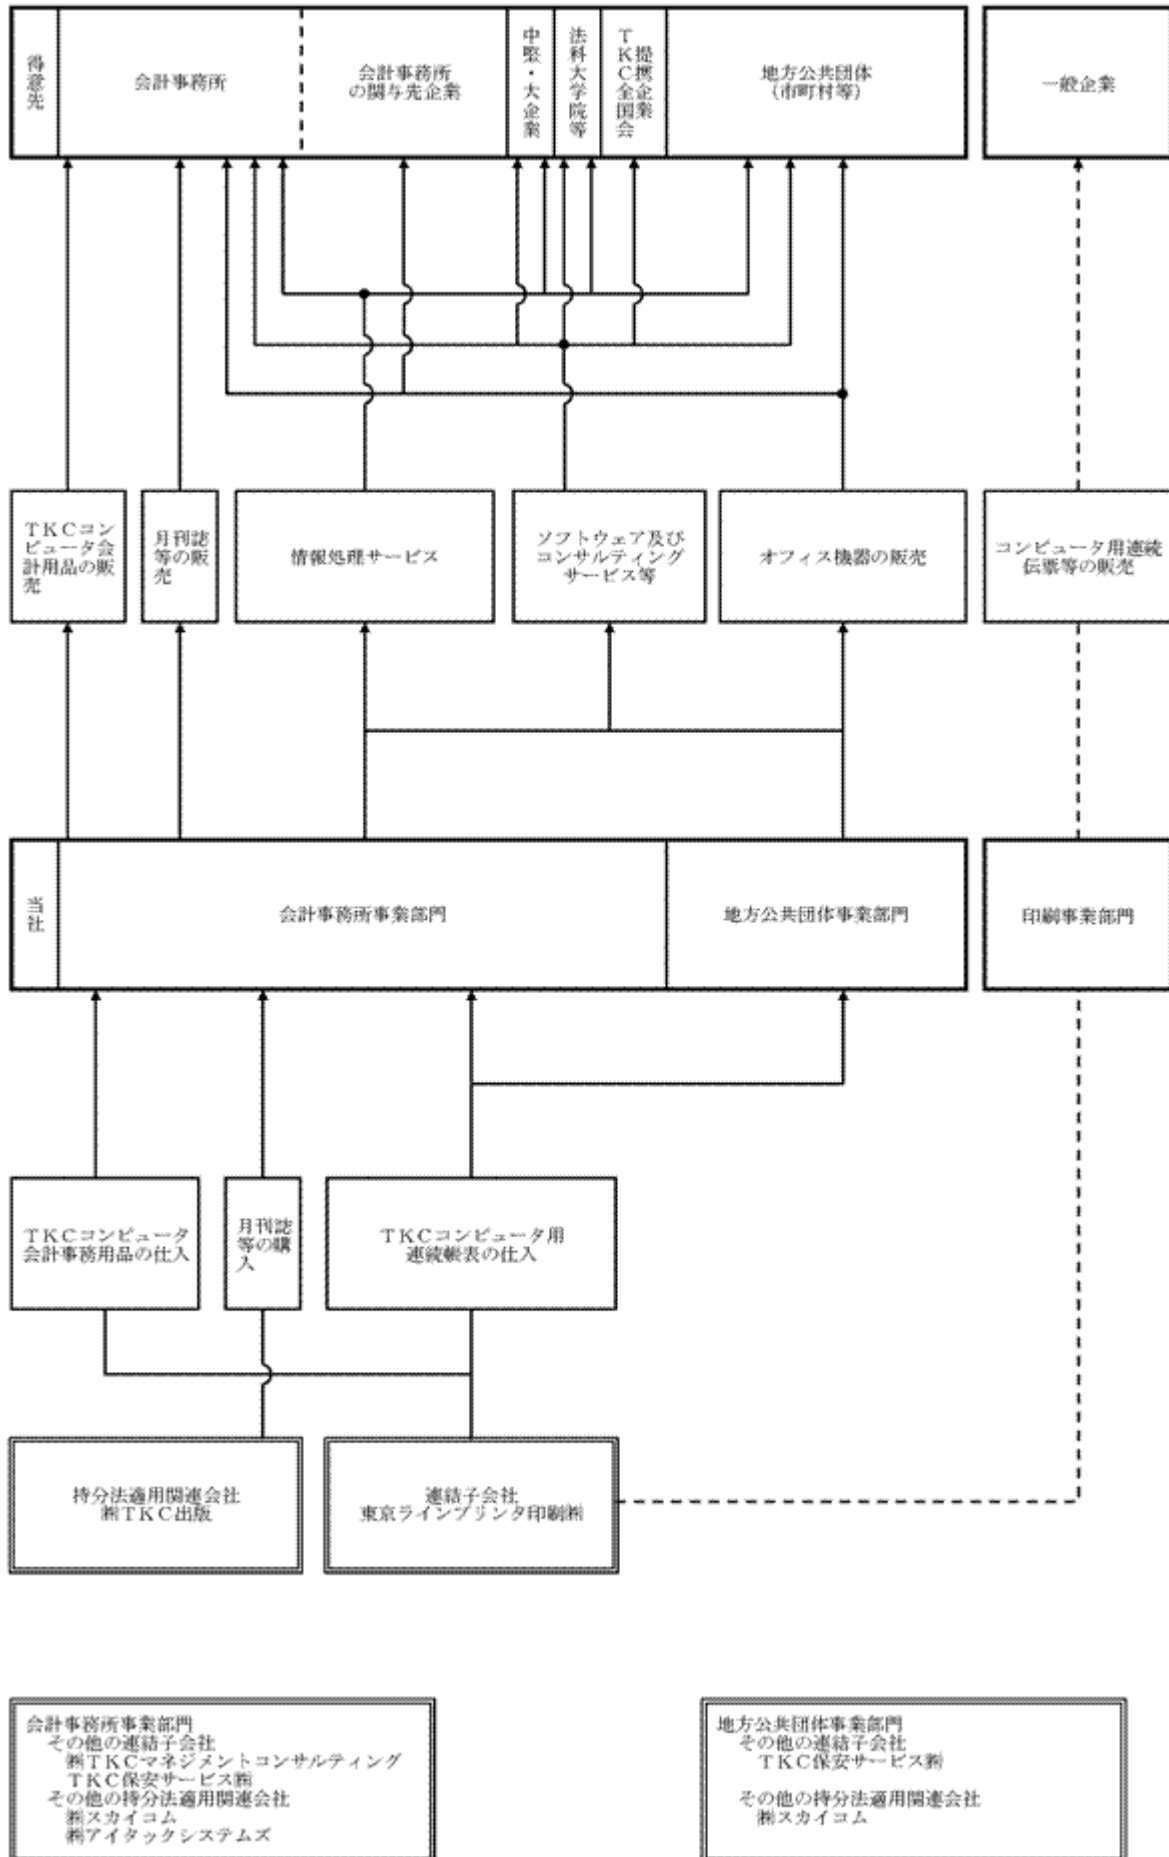 得意先
会計事務所
会計事務所
の関与先企業
中堅・大企業
法科大学院等
TKC全国会
提携企業
地方公共団体
(市町村等)
一般企業
TKCコン
ピュータ会
計用品の販
売
月刊誌
等の販
売
情報処理サービス
ソフトウェア及び
コンサルティング
サービス等
オフィス機器の販売
コンピュータ用連続
伝票等の販売
当社
会計事務所事業部門
地方公共団体事業部門
印刷事業部門
TKCコンピュータ
会計事務用品の仕入
月刊誌
等の購
入
TKCコンピュータ用
連続帳表の仕入
持分法適用関連会社
㈱TKC出版
連結子会社
東京ラインプリンタ印刷㈱
会計事務所事業部門
その他の連結子会社
㈱TKCマネジメントコンサルティング
TKC保安サービス㈱
その他の持分法適用関連会社
㈱スカイコム
㈱アイタックシステムズ
地方公共団体事業部門
その他の連結子会社
TKC保安サービス㈱
その他の持分法適用関連会社
㈱スカイコム